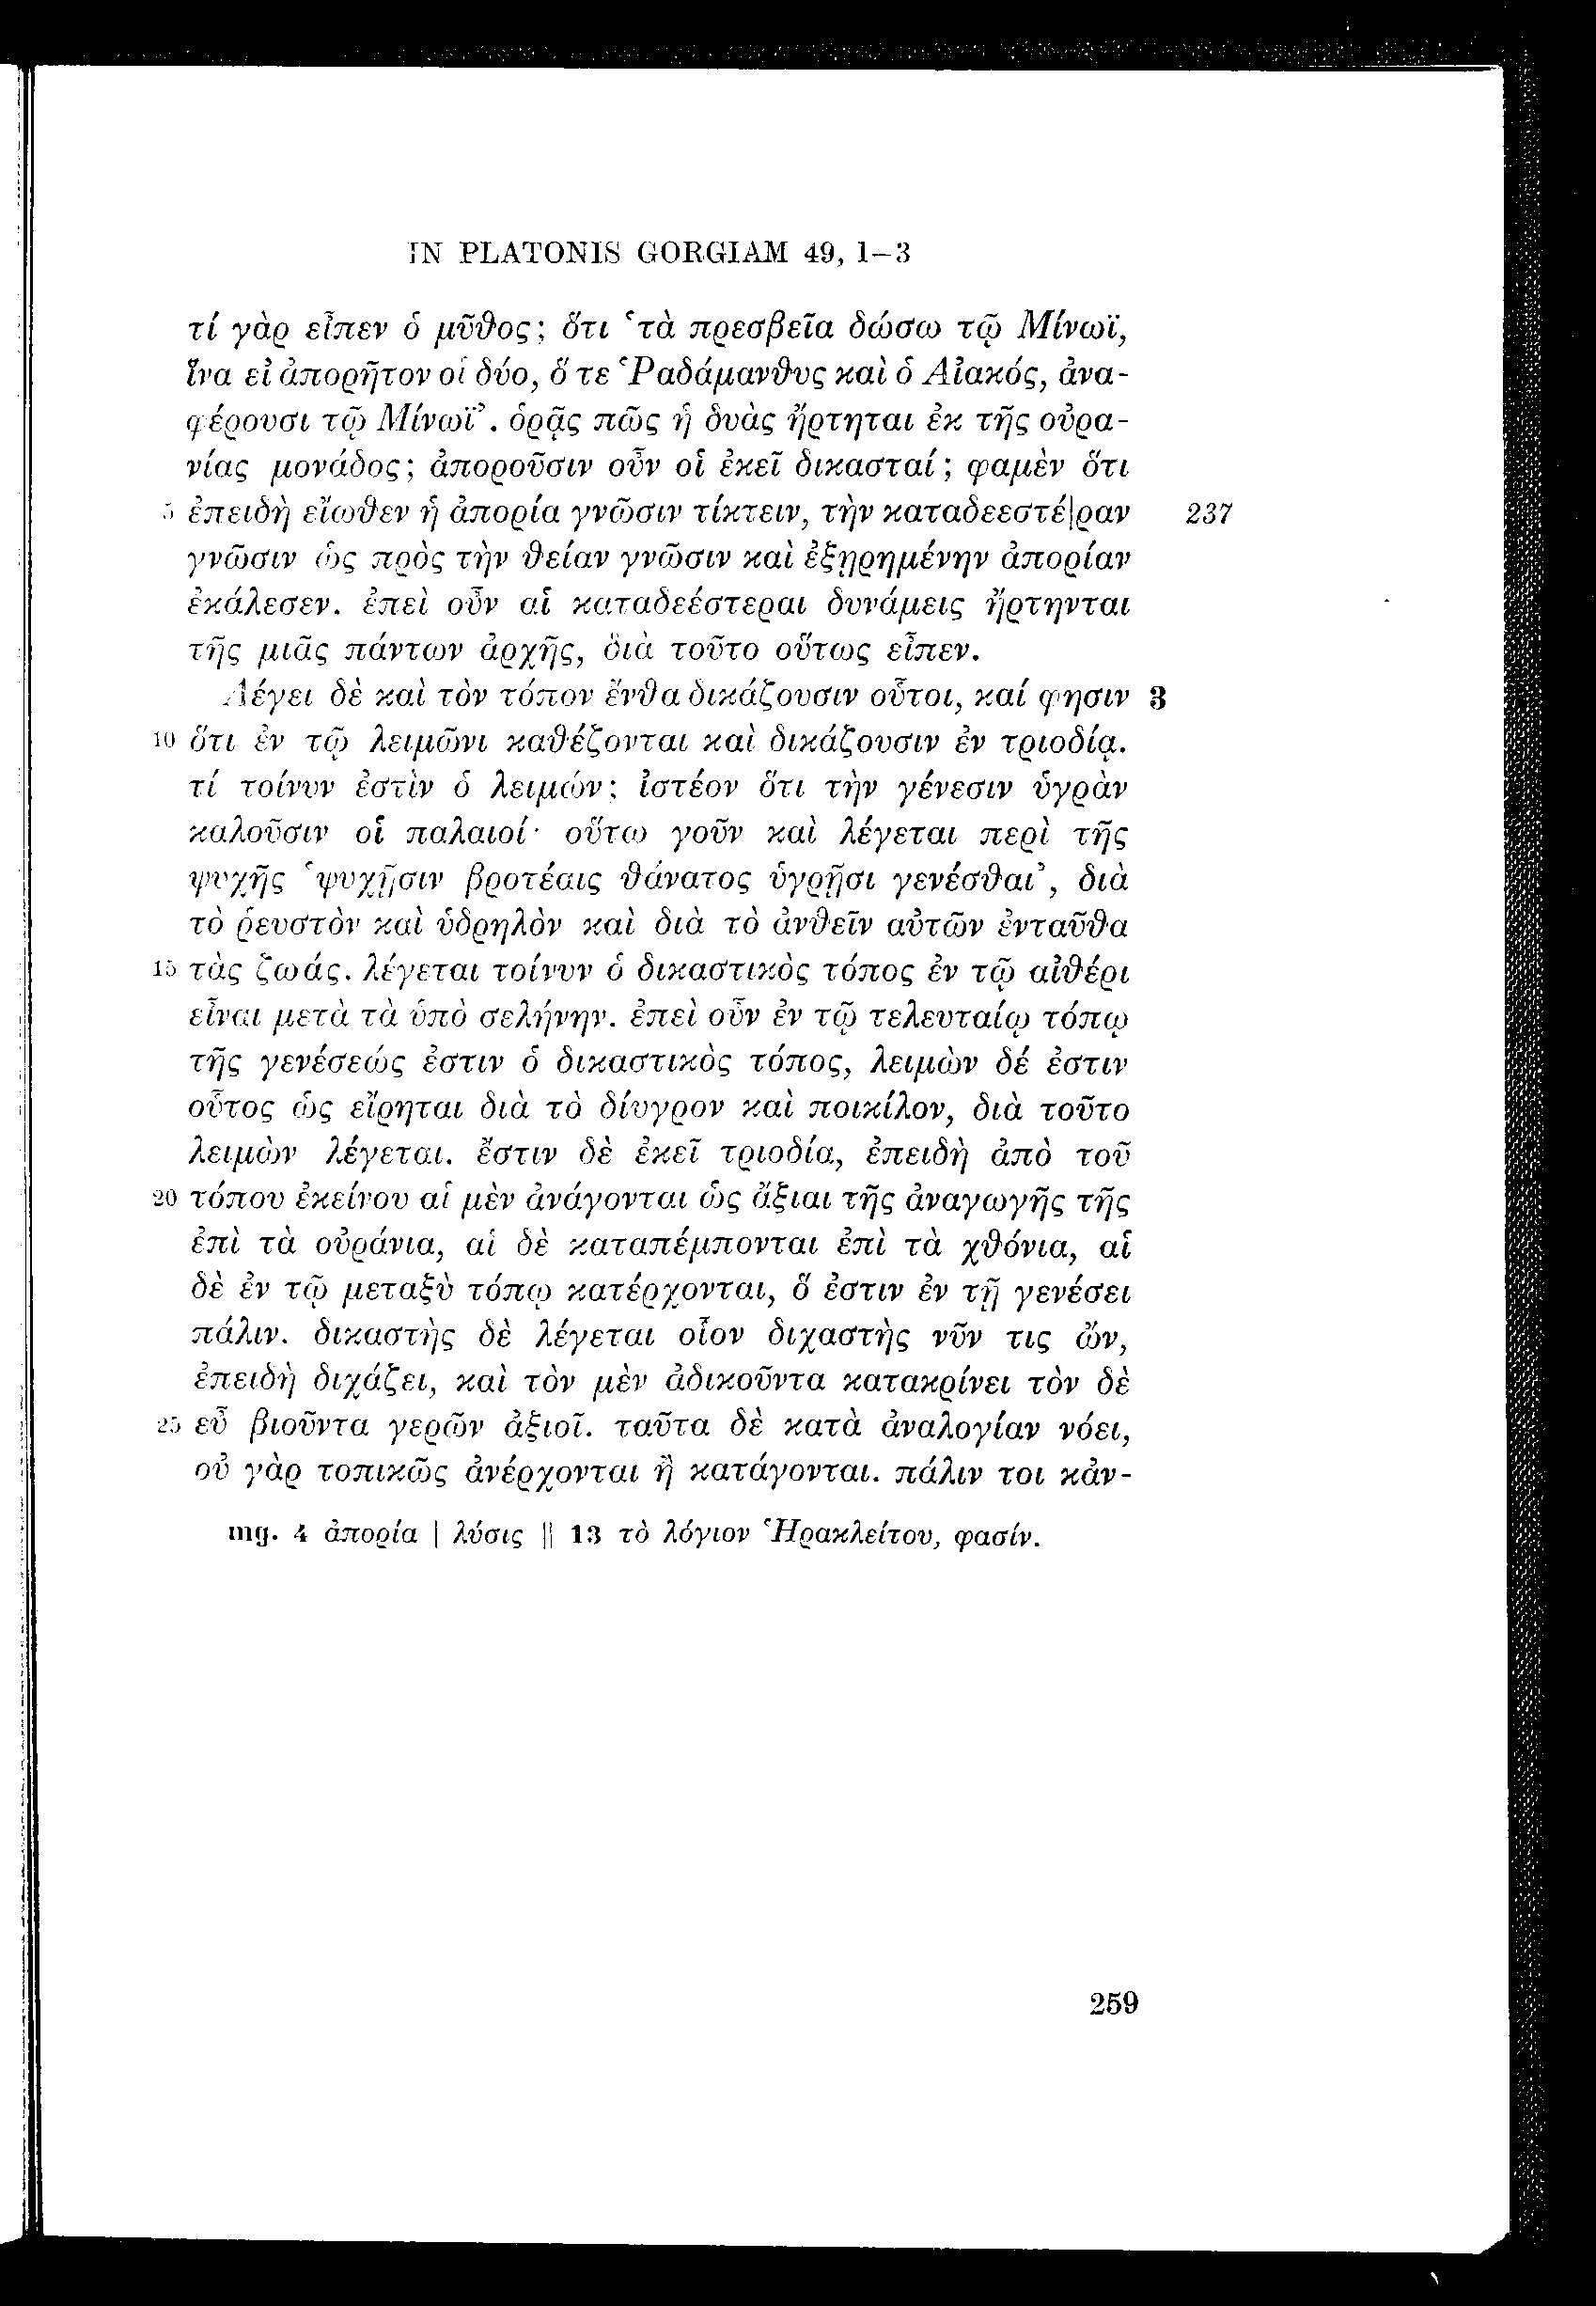 IN PLATONIS GORGIAM 49, 1–3
τί γὰρ εἶπεν ὁ μῦθος; ὅτι ‘τὰ πρεσβεῖα δώσω τῷ Μίνωϊ,
ἵνα εἰ ἀπορῆτον οἱ δύο, ὅ τε Ῥαδάμανθυς καὶ ὁ Αἰακός, ἀνα-
φέρουσι τῷ Μίνωϊ’. ὁρᾷς πῶς ἡ δυὰς ἤρτηται ἐκ τῆς οὐρα-
νίας μονάδος; ἀποροῦσιν οὖν οἱ ἐκεῖ δικασταί; φαμὲν ὅτι
5 ἐπειδὴ εἴωθεν ἡ ἀπορία γνῶσιν τίκτειν, τὴν καταδεεστέ|ραν 237
γνῶσιν ὡς πρὸς τὴν θείαν γνῶσιν καὶ ἐξῃρημένην ἀπορίαν
ἐκάλεσεν. ἐπεὶ οὖν αἱ καταδεέστεραι δυνάμεις ἤρτηνται
τῆς μιᾶς πάντων ἀρχῆς, διὰ τοῦτο οὕτως εἶπεν.
Λέγει δὲ καὶ τὸν τόπον ἔνθα δικάζουσιν οὗτοι, καί φησιν 3
10 ὅτι ἐν τῷ λειμῶνι καθέζονται καὶ δικάζουσιν ἐν τριοδίᾳ.
τί τοίνυν ἐστὶν ὁ λειμών; ἰστέον ὅτι τὴν γένεσιν ὑγρὰν
καλοῦσιν οἱ παλαιοί· οὕτω γοῦν καὶ λέγεται περὶ τῆς
ψυχῆς ‘ψυχῇσιν βροτέαις θάνατος ὑγρῇσι γενέσθαι’, διὰ
τὸ ῥευστὸν καὶ ὑδρηλὸν καὶ διὰ τὸ ἀνθεῖν αὐτῶν ἐνταῦθα
15 τὰς ζωάς. λέγεται τοίνυν ὁ δικαστικὸς τόπος ἐν τῷ αἰθέρι
εἶναι μετὰ τὰ ὑπὸ σελήνην. ἐπεὶ οὖν ἐν τῷ τελευταίῳ τόπῳ
τῆς γενέσεώς ἐστιν ὁ δικαστικὸς τόπος, λειμὼν δέ ἐστιν
οὗτος ὡς εἴρηται διὰ τὸ δίυγρον καὶ ποικίλον, διὰ τοῦτο
λειμὼν λέγεται. ἔστιν δὲ ἐκεῖ τριοδία, ἐπειδὴ ἀπὸ τοῦ
20 τόπου ἐκείνου αἱ μὲν ἀνάγονται ὡς ἄξιαι τῆς ἀναγωγῆς τῆς
ἐπὶ τὰ οὐράνια, αἱ δὲ καταπέμπονται ἐπὶ τὰ χθόνια, αἱ
δὲ ἐν τῷ μεταξὺ τόπῳ κατέρχονται, ὅ ἐστιν ἐν τῇ γενέσει
πάλιν. δικαστὴς δὲ λέγεται οἷον διχαστὴς νῦν τις ὤν,
ἐπειδὴ διχάζει, καὶ τὸν μὲν ἀδικοῦντα κατακρίνει τὸν δὲ
25 εὖ βιοῦντα γερῶν ἀξιοῖ. ταῦτα δὲ κατὰ ἀναλογίαν νόει,
οὐ γὰρ τοπικῶς ἀνέρχονται ἢ κατάγονται. πάλιν τοι κἀν-
mg. 4 ἀπορία | λύσις || 13 τὸ λόγιον Ἡρακλείτου, φασίν.
259